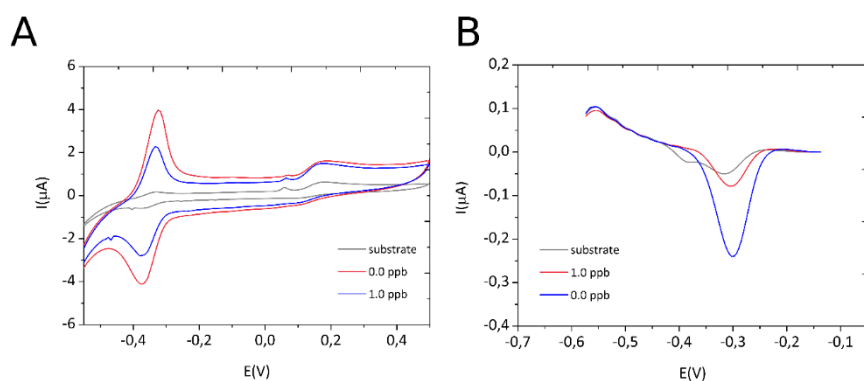 A
I(μA)
6
4
2
0
-2
-4
-6
-0,4
-0,2
0,0
0,2
0,4
E(V)
substrate
0.0 ppb
1.0 ppb
B
I(μA)
0,2
0,1
0,0
-0,1
-0,2
-0,3
-0,4
-0,7
-0,6
-0,5
-0,4
-0,3
-0,2
-0,1
E(V)
substrate
1.0 ppb
0.0 ppb